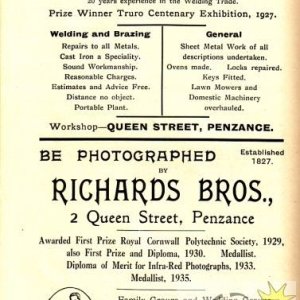 20 years experience in the Welding Trade.
Prize Winner Truro Centenary Exhibition, 1927.
Welding and Brazing
Repairs to all Metals.
Cast Iron a Speciality.
Sound Workmanship.
Reasonable Charges.
Estimates and Advice Free.
Distance no object.
Portable Plant.
General
Sheet Metal Work of all
descriptions undertaken.
Ovens made. Locks repaired.
Keys Fitted.
Lawn Mowers and
Domestic Machinery
overhauled.
Workshop—QUEEN STREET, PENZANCE.
BE PHOTOGRAPHED
Established
1827.
BY
RICHARDS BROS.,
2 Queen Street, Penzance
Awarded First Prize Royal Cornwall Polytechnic Society, 1929,
also First Prize and Diploma, 1930. Medallist.
Diploma of Merit for Infra-Red Photographs, 1933.
Medallist, 1935.
Family Groups and Wedding Groups